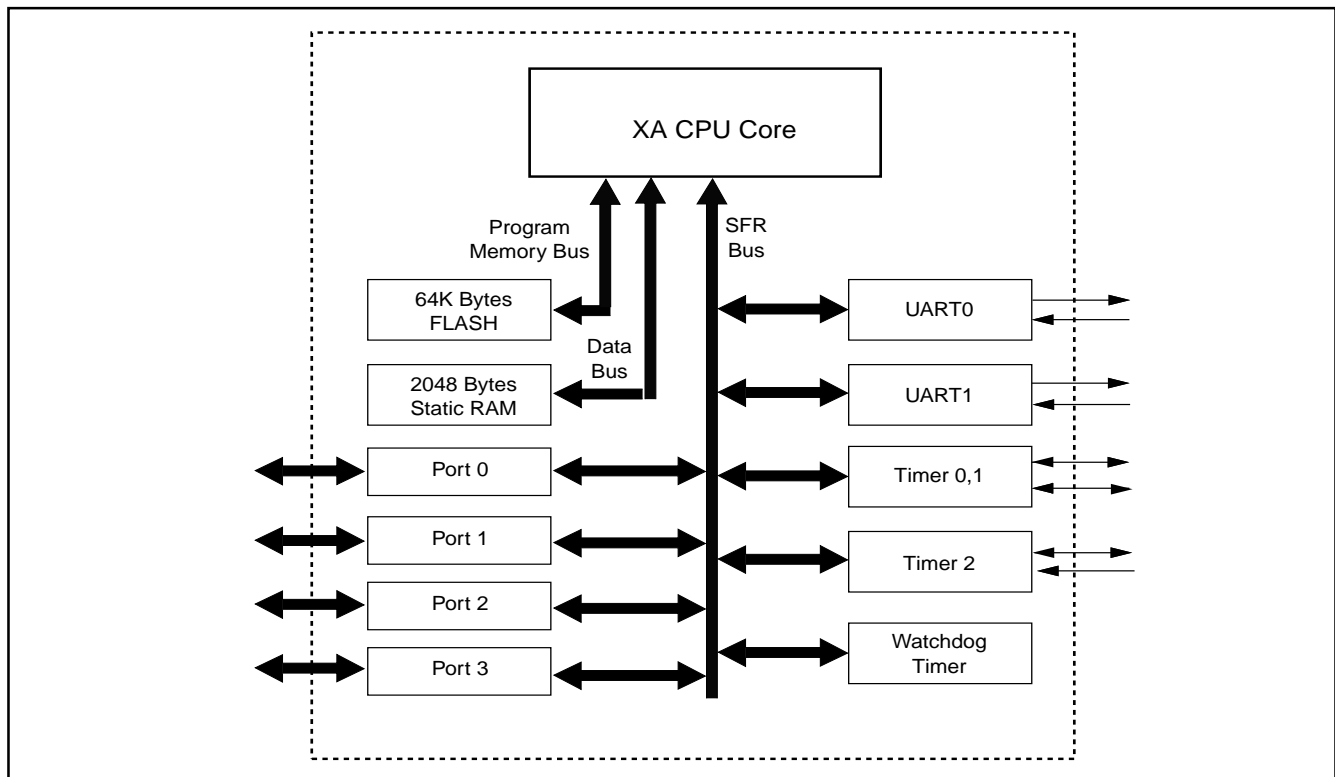 XA CPU Core
Program
Memory Bus
SFR
Bus
64K Bytes
FLASH
UART0
Data
Bus
2048 Bytes
Static RAM
UART1
Port 0
Timer 0,1
Port 1
Timer 2
Port 2
Port 3
Watchdog
Timer